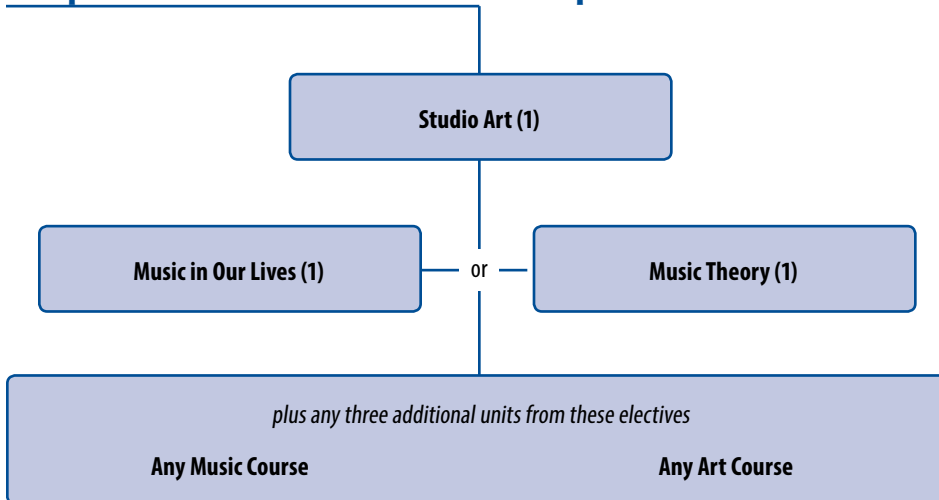 Studio Art (1)
Music in Our Lives (1)
or
Music Theory (1)
plus any three additional units from these electives
Any Music Course
Any Art Course